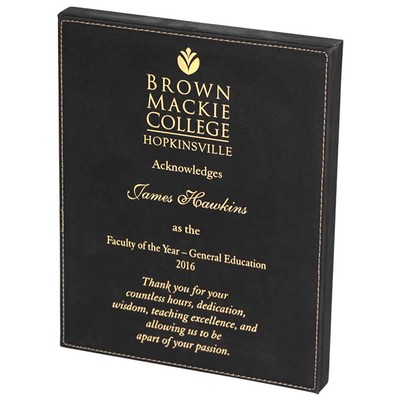 BROWN
MACKIE
COLLEGE
HOPKINSVILLE
Acknowledges
James Hawkins
as the
Faculty of the Year – General Education
2016
Thank you for your
countless hours, dedication,
wisdom, teaching excellence, and
allowing us to be
apart of your passion.